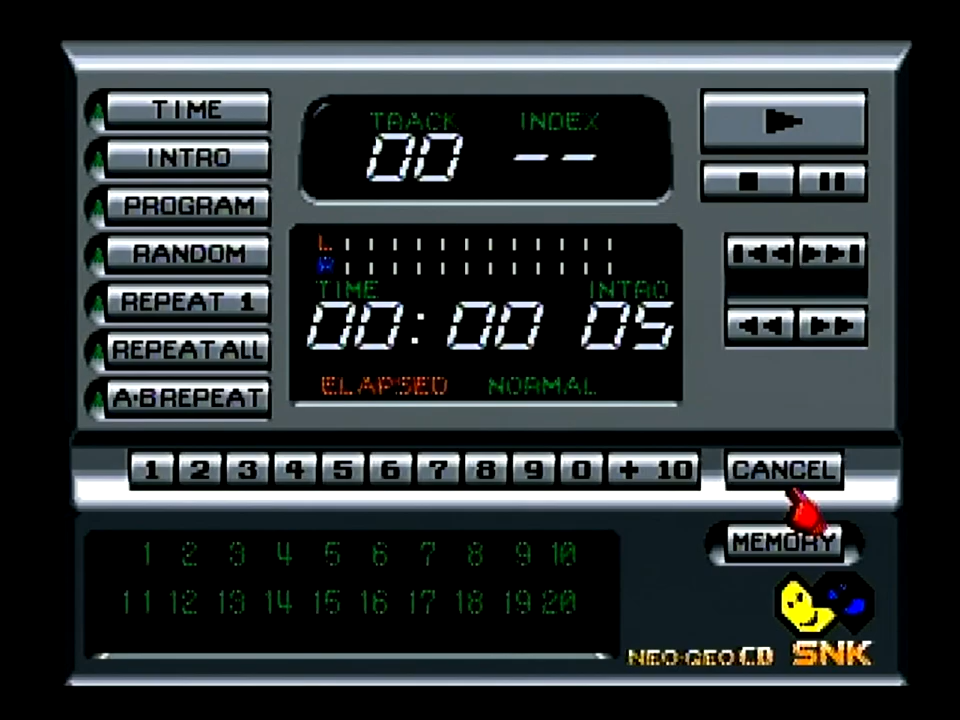 TIME
INTRO
PROGRAM
RANDOM
REPEAT 1
REPEAT ALL
A·B REPEAT
TRACK INDEX
00 --
L
R
TIME INTRO
00:00 05
ELAPSED NORMAL
1 2 3 4 5 6 7 8 9 0 + 10 CANCEL
MEMORY
1 2 3 4 5 6 7 8 9 10
11 12 13 14 15 16 17 18 19 20
NEO·GEO CD SNK